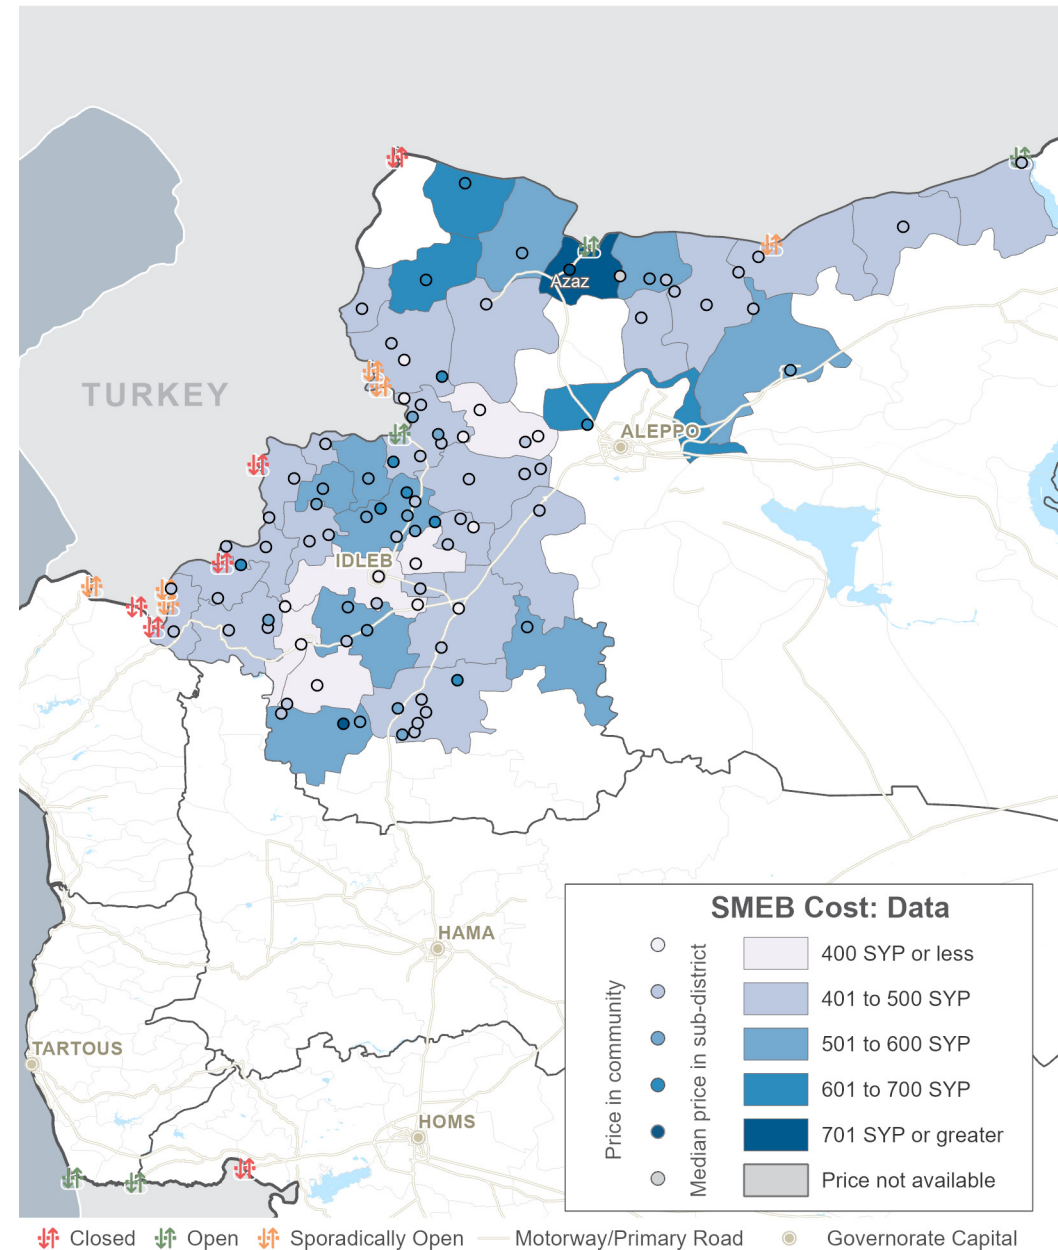 Azaz
TURKEY
ALEPPO
IDLEB
HAMA
TARTOUS
HOMS
SMEB Cost: Data
Price in community
Median price in sub-district
400 SYP or less
401 to 500 SYP
501 to 600 SYP
601 to 700 SYP
701 SYP or greater
Price not available
Closed
Open
Sporadically Open
Motorway/Primary Road
Governorate Capital